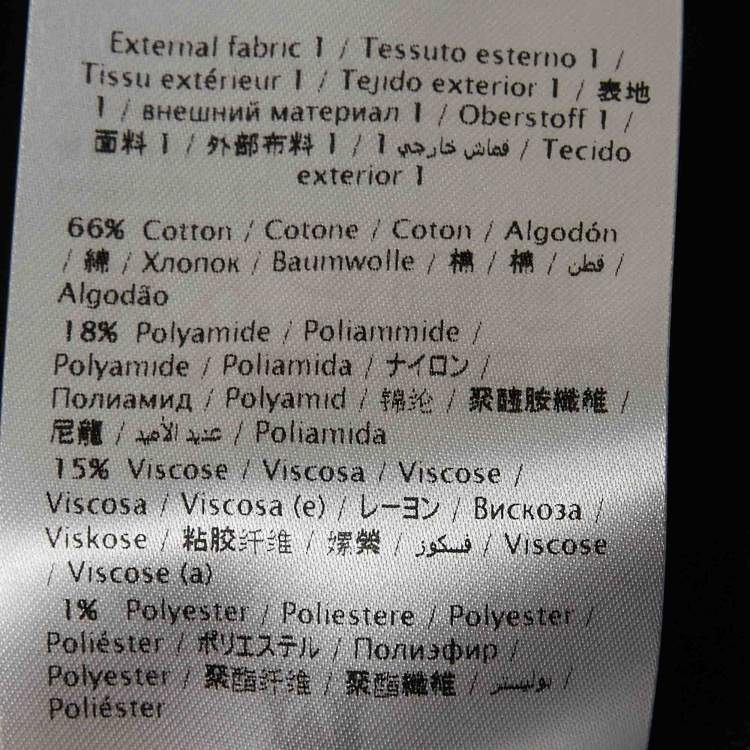 External fabric 1 / Tessuto esterno 1 /
Tissu extérieur 1 / Tejido exterior 1 / 表地
1 / внешний материал 1 / Oberstoff 1 /
面料 1 / 外部布料 1 / قماش خارجي 1 / Tecido
exterior 1
66% Cotton / Cotone / Coton / Algodón
/ 綿 / Хлопок / Baumwolle / 棉 / 棉 / قطن /
Algodão
18% Polyamide / Poliammide /
Polyamide / Poliamida / ナイロン /
Полиамид / Polyamid / 锦纶 / 聚醯胺纖維 /
尼龍 / عديد الأميد / Poliamida
15% Viscose / Viscosa / Viscose /
Viscosa / Viscosa (e) / レーヨン / Вискоза /
Viskose / 粘胶纤维 / 嫘縈 / فسكوز / Viscose
/ Viscose (a)
1% Polyester / Poliestere / Polyester /
Poliéster / ポリエステル / Полиэфир /
Polyester / 聚酯纤维 / 聚酯纖維 / بوليستر /
Poliéster